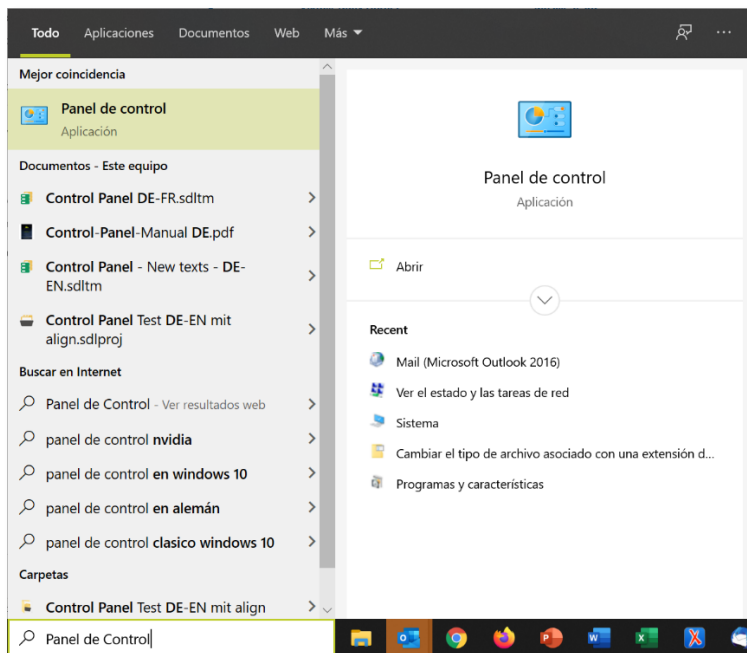 Todo Aplicaciones Documentos Web Más
Mejor coincidencia
Panel de control
Aplicación
Documentos - Este equipo
Control Panel DE-FR.sdltm
Control-Panel-Manual DE.pdf
Control Panel - New texts - DE-
EN.sdltm
Control Panel Test DE-EN mit
align.sdlproj
Buscar en Internet
Panel de Control - Ver resultados web
panel de control nvidia
panel de control en windows 10
panel de control en alemán
panel de control clasico windows 10
Carpetas
Control Panel Test DE-EN mit align
Panel de Control
Panel de control
Aplicación
Abrir
Recent
Mail (Microsoft Outlook 2016)
Ver el estado y las tareas de red
Sistema
Cambiar el tipo de archivo asociado con una extensión d...
Programas y características